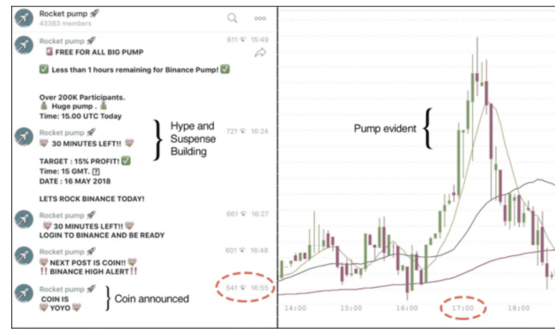 Rocket pump 🚀
43383 members
Rocket pump 🚀
811 15:49
FREE FOR ALL BIG PUMP
✅ Less than 1 hours remaining for Binance Pump! ✅
Over 200K Participants.
💰 Huge pump . 💰
Time: 15.00 UTC Today
Rocket pump 🚀
721 16:24
30 MINUTES LEFT!!
TARGET : 15% PROFIT! ✅
Time: 15 GMT. ?
DATE : 16 MAY 2018
LETS ROCK BINANCE TODAY!
Hype and
Suspense
Building
Rocket pump 🚀
661 16:27
30 MINUTES LEFT!!
LOGIN TO BINANCE AND BE READY
Rocket pump 🚀
601 16:48
NEXT POST IS COIN!!
‼️ BINANCE HIGH ALERT ‼️
Rocket pump 🚀
541 16:55
COIN IS
YOYO
Coin announced
Pump evident
14:00 15:00 16:00 17:00 18:00